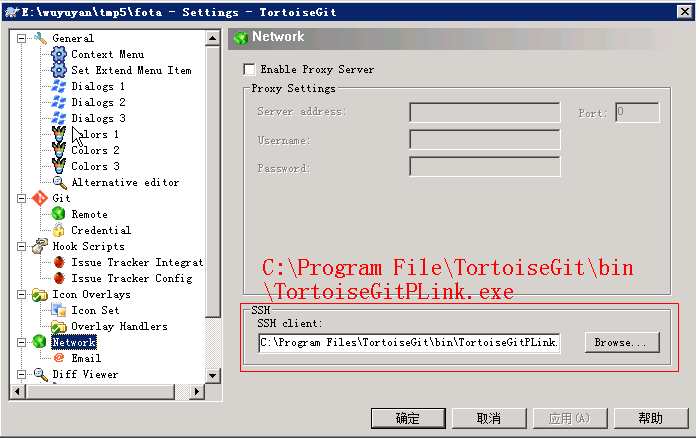 E:\wuyuyan\tmp5\fota - Settings - TortoiseGit
General
Context Menu
Set Extend Menu Item
Dialogs 1
Dialogs 2
Dialogs 3
Colors 1
Colors 2
Colors 3
Alternative editor
Git
Remote
Credential
Hook Scripts
Issue Tracker Integrat
Issue Tracker Config
Icon Overlays
Icon Set
Overlay Handlers
Network
Email
Diff Viewer
Network
Enable Proxy Server
Proxy Settings
Server address:
Port: 0
Username:
Password:
C:\Program File\TortoiseGit\bin
\TortoiseGitPLink.exe
SSH
SSH client:
C:\Program Files\TortoiseGit\bin\TortoiseGitPLink.
Browse...
确定 取消 应用(A) 帮助